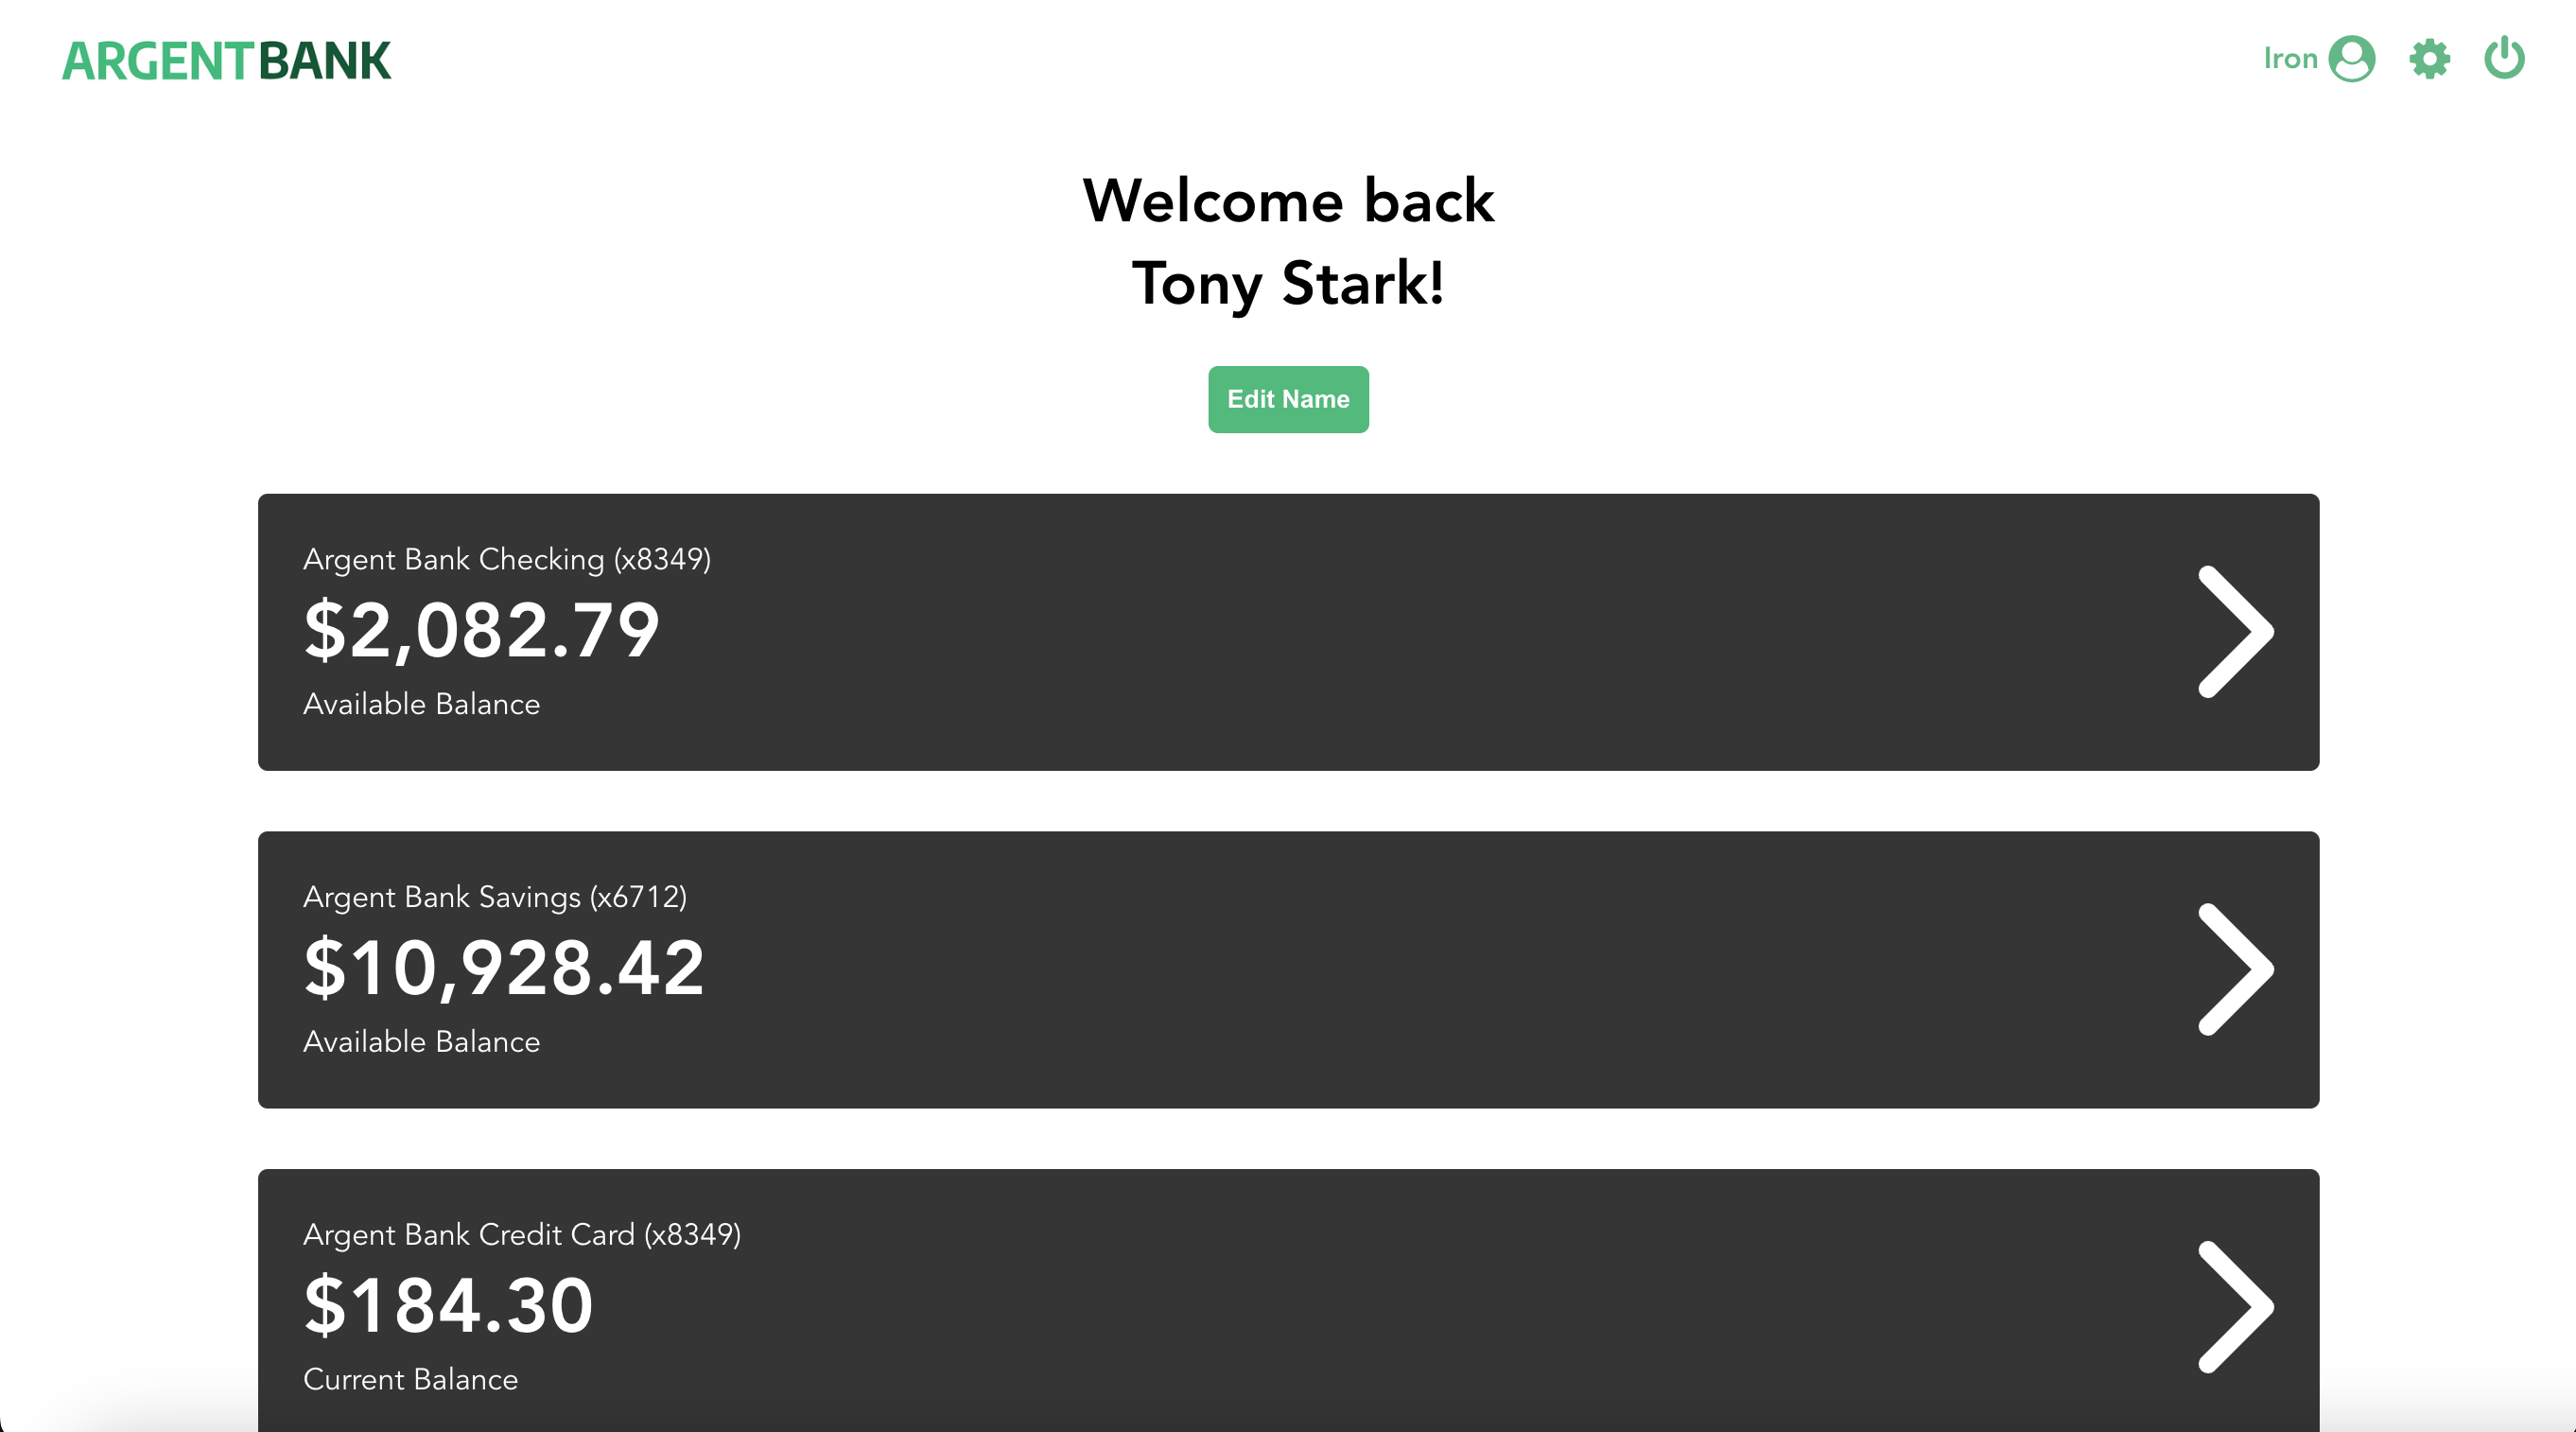 ARGENTBANK
Iron
Welcome back
Tony Stark!
Edit Name
Argent Bank Checking (x8349)
$2,082.79
Available Balance
Argent Bank Savings (x6712)
$10,928.42
Available Balance
Argent Bank Credit Card (x8349)
$184.30
Current Balance